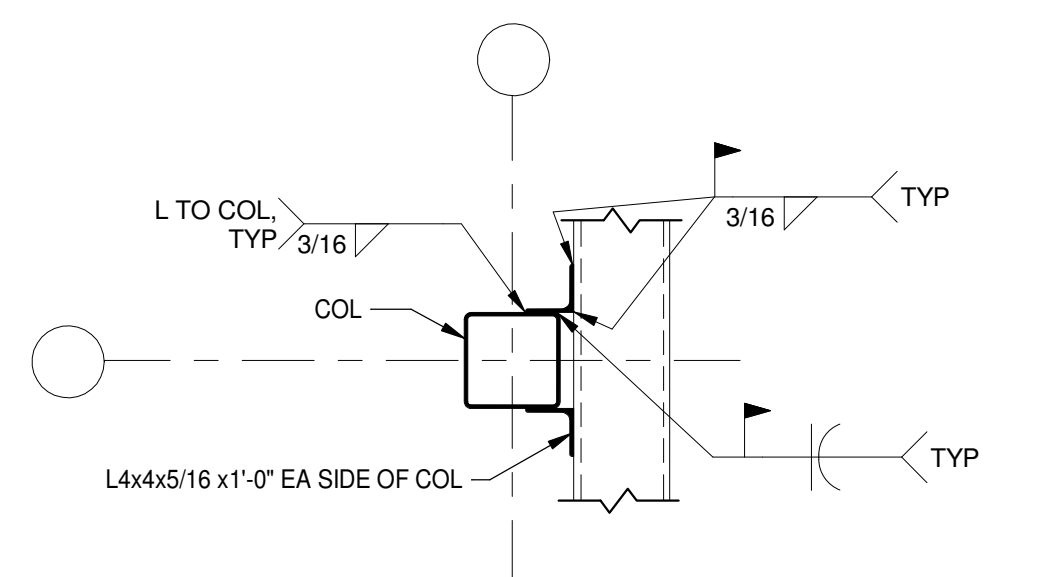 L TO COL,
TYP
3/16
3/16
TYP
COL
L4x4x5/16 x1'-0" EA SIDE OF COL
TYP